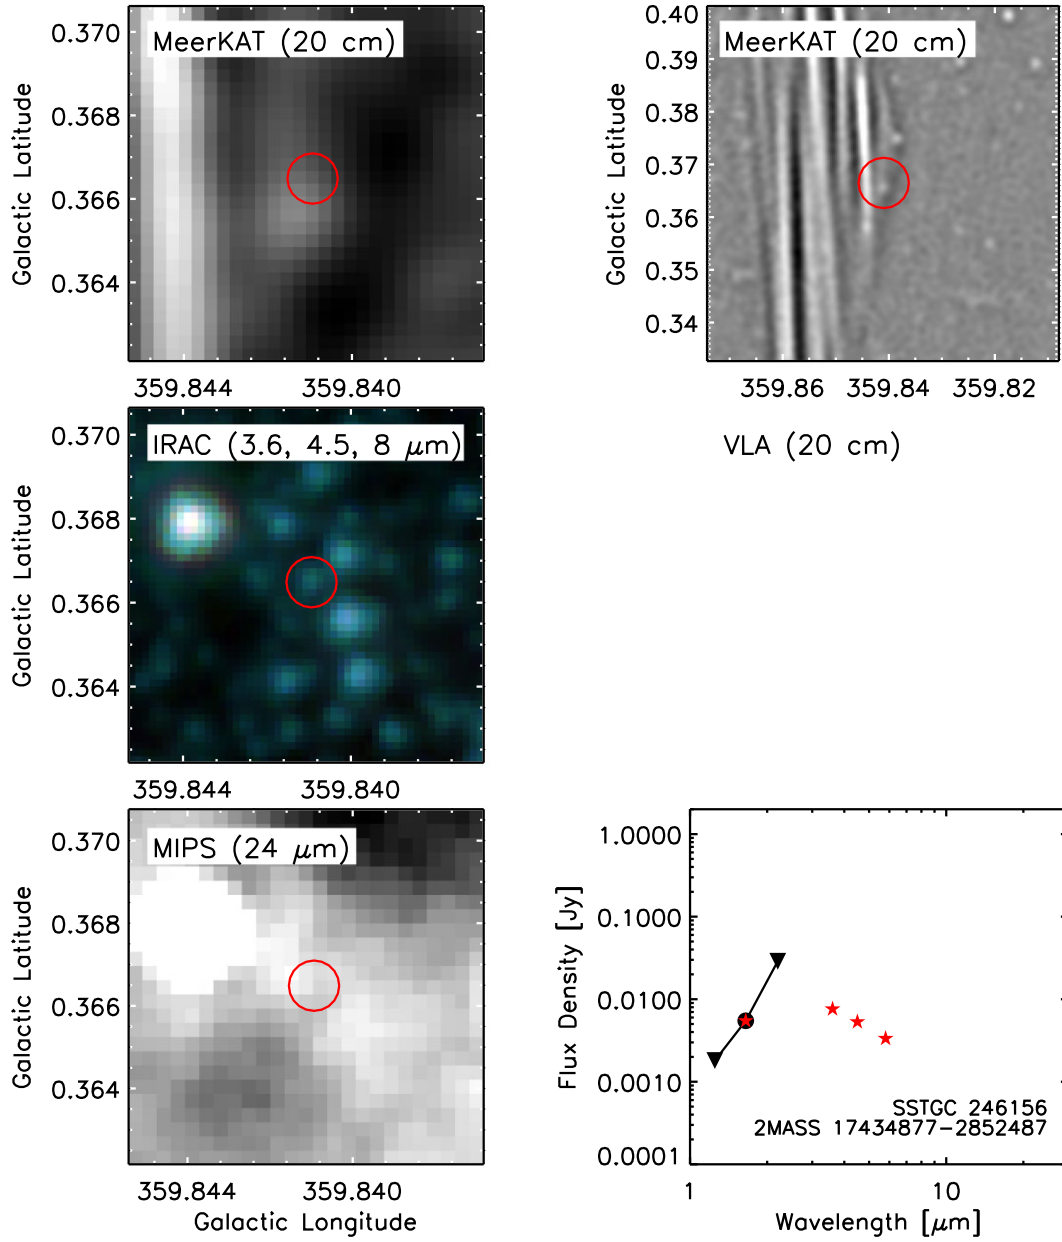 MeerKAT (20 cm)
0.370
0.368
0.366
0.364
Galactic Latitude
359.844 359.840
MeerKAT (20 cm)
0.40
0.39
0.38
0.37
0.36
0.35
0.34
Galactic Latitude
359.86 359.84 359.82
IRAC (3.6, 4.5, 8 μm)
0.370
0.368
0.366
0.364
Galactic Latitude
359.844 359.840
VLA (20 cm)
MIPS (24 μm)
0.370
0.368
0.366
0.364
Galactic Latitude
359.844 359.840
Galactic Longitude
1.0000
0.1000
0.0100
0.0010
0.0001
Flux Density [Jy]
SSTGC 246156
2MASS 17434877-2852487
1 10
Wavelength [μm]